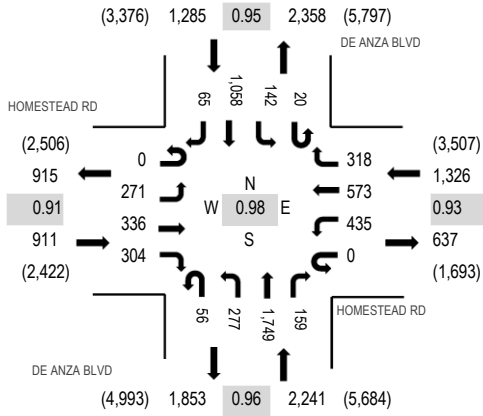 (3,376) 1,285 0.95 2,358 (5,797)
DE ANZA BLVD
65 1,058 142 20
HOMESTEAD RD
(2,506)
915
0.91
911
(2,422)
0
271
336
304
N
W 0.98 E
S
318
573
435
0
(3,507)
1,326
0.93
637
(1,693)
56 277 1,749 159
HOMESTEAD RD
DE ANZA BLVD
(4,993) 1,853 0.96 2,241 (5,684)